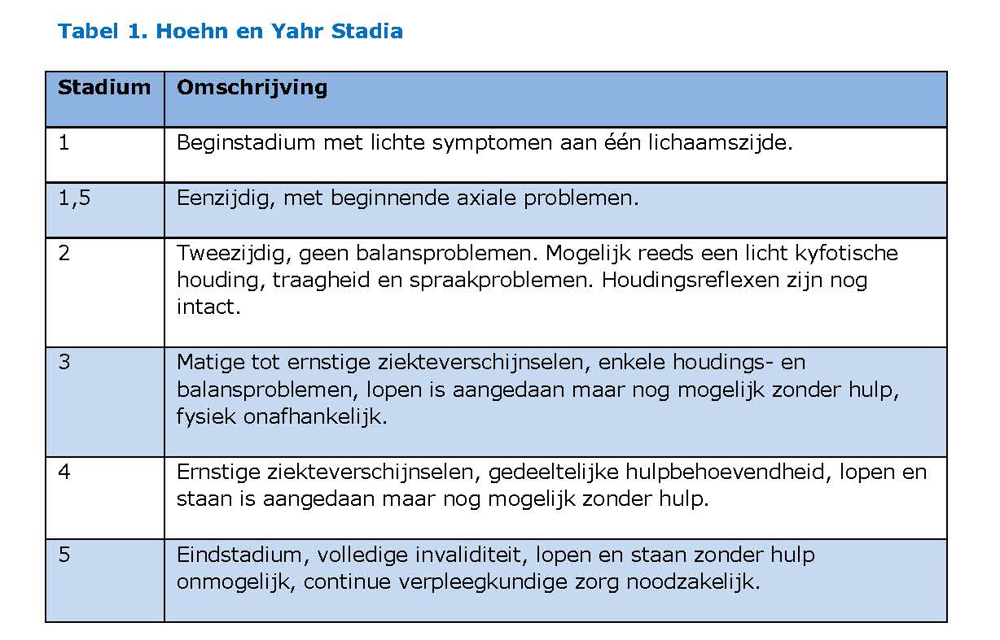 Tabel 1. Hoehn en Yahr Stadia
Stadium Omschrijving
1 Beginstadium met lichte symptomen aan één lichaamszijde.
1,5 Eenzijdig, met beginnende axiale problemen.
2 Tweezijdig, geen balansproblemen. Mogelijk reeds een licht kyfotische
houding, traagheid en spraakproblemen. Houdingsreflexen zijn nog
intact.
3 Matige tot ernstige ziekteverschijnselen, enkele houdings- en
balansproblemen, lopen is aangedaan maar nog mogelijk zonder hulp,
fysiek onafhankelijk.
4 Ernstige ziekteverschijnselen, gedeeltelijke hulpbehoevendheid, lopen en
staan is aangedaan maar nog mogelijk zonder hulp.
5 Eindstadium, volledige invaliditeit, lopen en staan zonder hulp
onmogelijk, continue verpleegkundige zorg noodzakelijk.